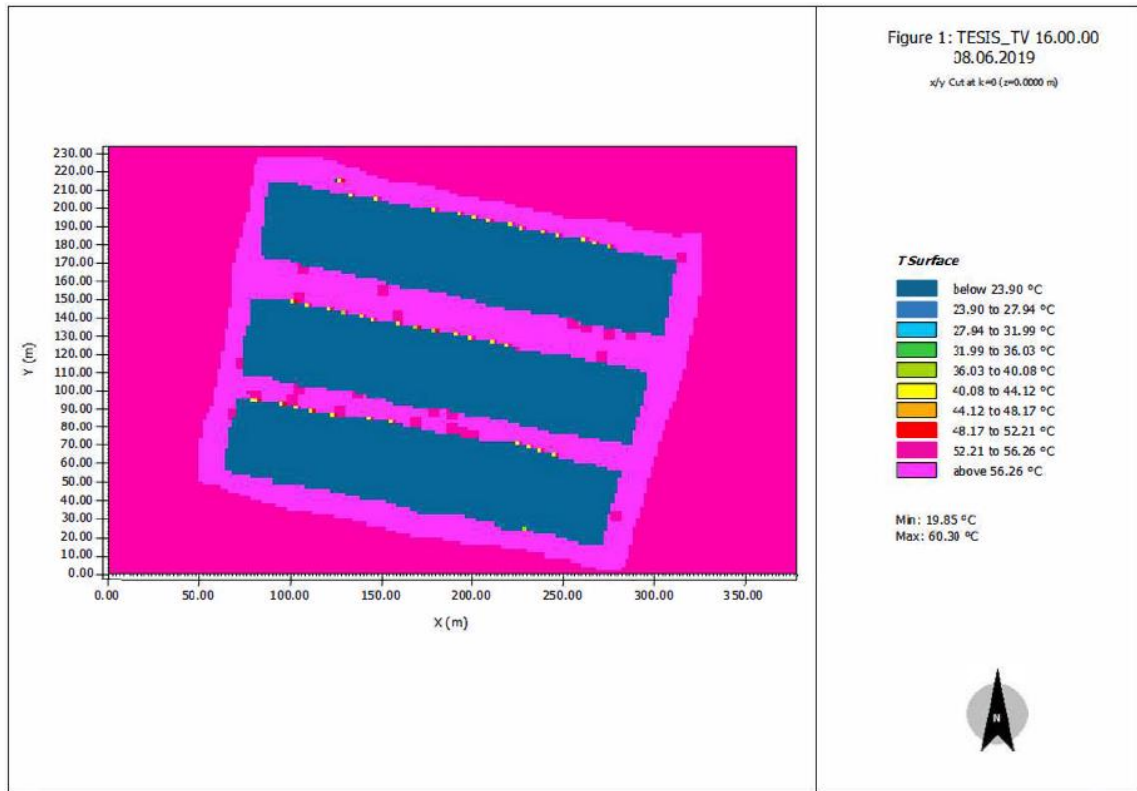 Figure 1: TESIS_TV 16.00.00
08.06.2019
x/y Cut at k=0 (z=0.0000 m)
230.00
220.00
210.00
200.00
190.00
180.00
170.00
160.00
150.00
140.00
130.00
120.00
110.00
100.00
90.00
80.00
70.00
60.00
50.00
40.00
30.00
20.00
10.00
0.00
Y (m)
0.00 50.00 100.00 150.00 200.00 250.00 300.00 350.00
X (m)
T Surface
below 23.90 °C
23.90 to 27.94 °C
27.94 to 31.99 °C
31.99 to 36.03 °C
36.03 to 40.08 °C
40.08 to 44.12 °C
44.12 to 48.17 °C
48.17 to 52.21 °C
52.21 to 56.26 °C
above 56.26 °C
Min: 19.85 °C
Max: 60.30 °C
N